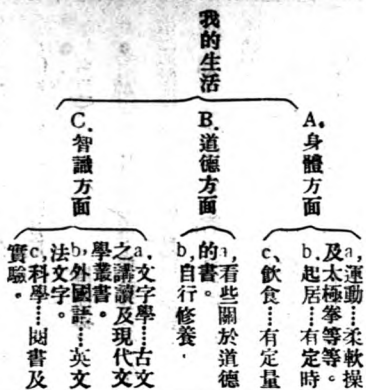 我的生活
A.身體方面
a,運動……柔軟操
及太極拳等等。
b.起居……有定時
c、飲食……有定量
B.道德方面
a,看些關於道德
的書。
b,自行修養.
C.智識方面
a.文字學……古文
之講讀及現代文
學叢書。
b,外國語……英文
法文字。
c,科學……閱書及
實驗。